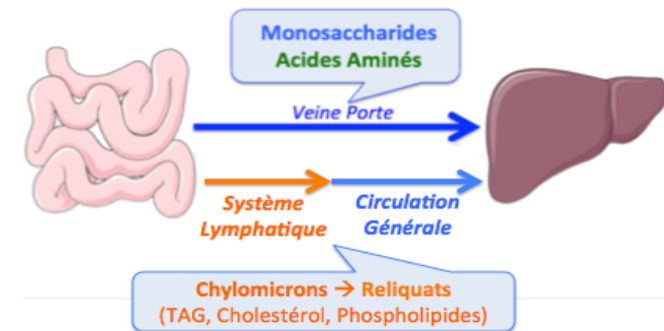 Monosaccharides
Acides Aminés
Veine Porte
Système
Lymphatique
Circulation
Générale
Chylomicrons → Reliquats
(TAG, Cholestérol, Phospholipides)